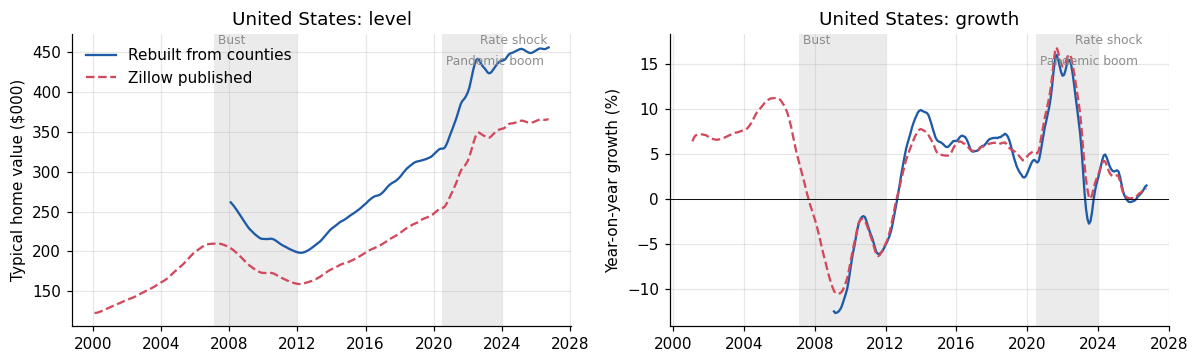 United States: level
Bust
Rate shock
Pandemic boom
Rebuilt from counties
Zillow published
Typical home value ($000)
450
400
350
300
250
200
150
2000 2004 2008 2012 2016 2020 2024 2028
United States: growth
Bust
Rate shock
Pandemic boom
Year-on-year growth (%)
15
10
5
0
−5
−10
2000 2004 2008 2012 2016 2020 2024 2028